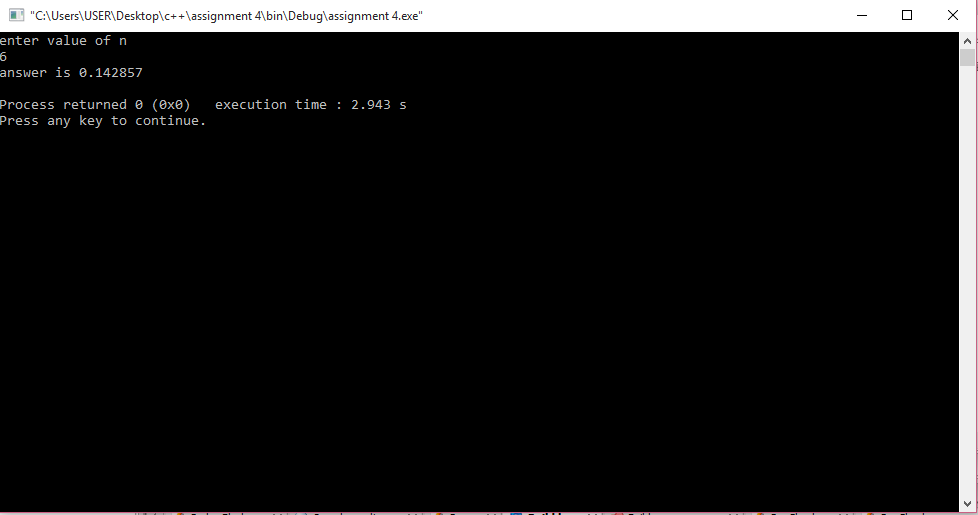 "C:\Users\USER\Desktop\c++\assignment 4\bin\Debug\assignment 4.exe"
enter value of n
6
answer is 0.142857
Process returned 0 (0x0)   execution time : 2.943 s
Press any key to continue.